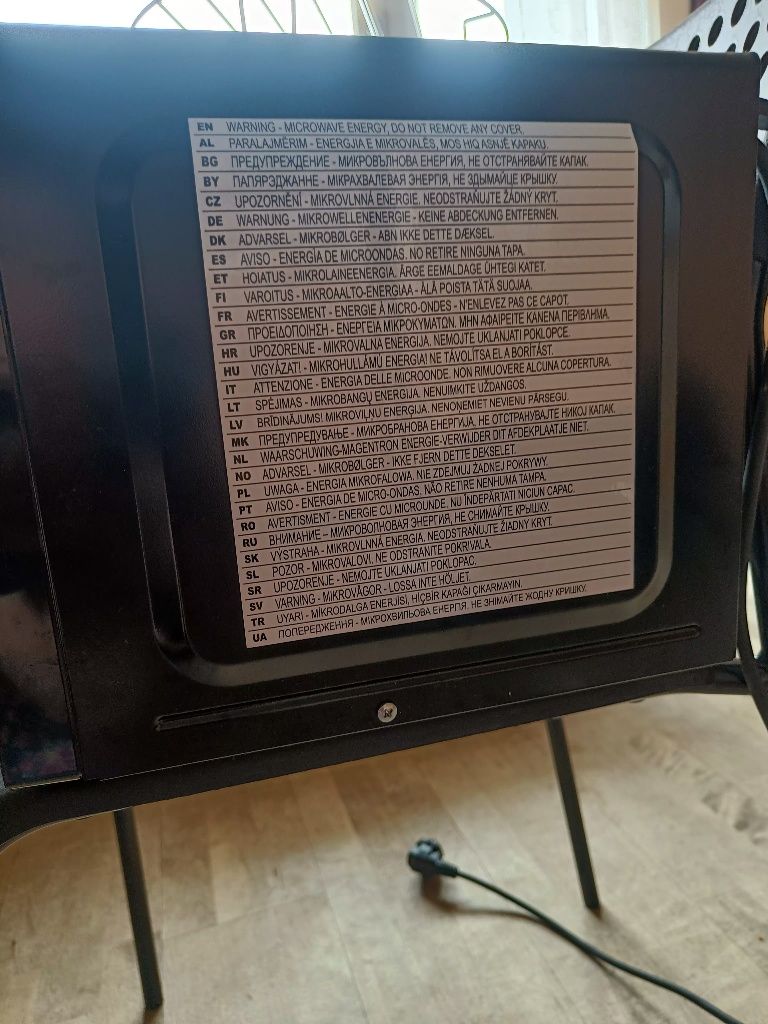 EN WARNING - MICROWAVE ENERGY, DO NOT REMOVE ANY COVER.
AL PARALAJMËRIM - ENERGJIA E MIKROVALËS, MOS HIQ ASNJË KAPAKU.
BG ПРЕДУПРЕЖДЕНИЕ - МИКРОВЪЛНОВА ЕНЕРГИЯ, НЕ ОТСТРАНЯВАЙТЕ КАПАК.
BY ПАПЯРЭДЖАННЕ - МІКРАХВАЛЕВАЯ ЭНЕРГІЯ, НЕ ЗДЫМАЙЦЕ КРЫШКУ.
CZ UPOZORNĚNÍ - MIKROVLNNÁ ENERGIE, NEODSTRAŇUJTE ŽÁDNÝ KRYT.
DE WARNUNG - MIKROWELLENENERGIE - KEINE ABDECKUNG ENTFERNEN.
DK ADVARSEL - MIKROBØLGER - ABN IKKE DETTE DÆKSEL.
ES AVISO - ENERGÍA DE MICROONDAS. NO RETIRE NINGUNA TAPA.
ET HOIATUS - MIKROLAINEENERGIA, ÄRGE EEMALDAGE ÜHTEGI KATET.
FI VAROITUS - MIKROAALTO-ENERGIAA - ÄLÄ POISTA TÄTÄ SUOJAA.
FR AVERTISSEMENT - ENERGIE À MICRO-ONDES - N'ENLEVEZ PAS CE CAPOT.
GR ΠΡΟΕΙΔΟΠΟΙΗΣΗ - ΕΝΕΡΓΕΙΑ ΜΙΚΡΟΚΥΜΑΤΩΝ. ΜΗΝ ΑΦΑΙΡΕΙΤΕ ΚΑΝΕΝΑ ΠΕΡΙΒΛΗΜΑ.
HR UPOZORENJE - MIKROVALNA ENERGIJA. NEMOJTE UKLANJATI POKLOPCE.
HU VIGYÁZAT! - MIKROHULLÁMÚ ENERGIA! NE TÁVOLÍTSA EL A BORÍTÁST.
IT ATTENZIONE - ENERGIA DELLE MICROONDE. NON RIMUOVERE ALCUNA COPERTURA.
LT SPĖJIMAS - MIKROBANGŲ ENERGIJA. NENUIMKITE UŽDANGOS.
LV BRĪDINĀJUMS! MIKROVIĻŅU ENERĢIJA. NENOŅEMIET NEVIENU PĀRSEGU.
MK ПРЕДУПРЕДУВАЊЕ - МИКРОБРАНОВА ЕНЕРГИЈА, НЕ ОТСТРАНУВАЈТЕ НИКОЈ КАПАК.
NL WAARSCHUWING-MAGENTRON ENERGIE-VERWIJDER DIT AFDEKPLAATJE NIET.
NO ADVARSEL - MIKROBØLGER - IKKE FJERN DETTE DEKSELET.
PL UWAGA - ENERGIA MIKROFALOWA. NIE ZDEJMUJ ŻADNEJ POKRYWY.
PT AVISO - ENERGIA DE MICRO-ONDAS, NÃO RETIRE NENHUMA TAMPA.
RO AVERTISMENT - ENERGIE CU MICROUNDE. NU ÎNDEPĂRTAȚI NICIUN CAPAC.
RU ВНИМАНИЕ - МИКРОВОЛНОВАЯ ЭНЕРГИЯ, НЕ СНИМАЙТЕ КРЫШКУ.
SK VÝSTRAHA - MIKROVLNNÁ ENERGIA. NEODSTRAŇUJTE ŽIADNY KRYT.
SL POZOR - MIKROVALOVI. NE ODSTRANITE POKRIVALA.
SR UPOZORENJE - NEMOJTE UKLANJATI POKLOPAC.
SV VARNING - MIKROVÅGOR - LOSSA INTE HÖLJET.
TR UYARI - MİKRODALGA ENERJİSİ, HİÇBİR KAPAĞI ÇIKARMAYIN.
UA ПОПЕРЕДЖЕННЯ - МІКРОХВИЛЬОВА ЕНЕРГІЯ. НЕ ЗНІМАЙТЕ ЖОДНУ КРИШКУ.